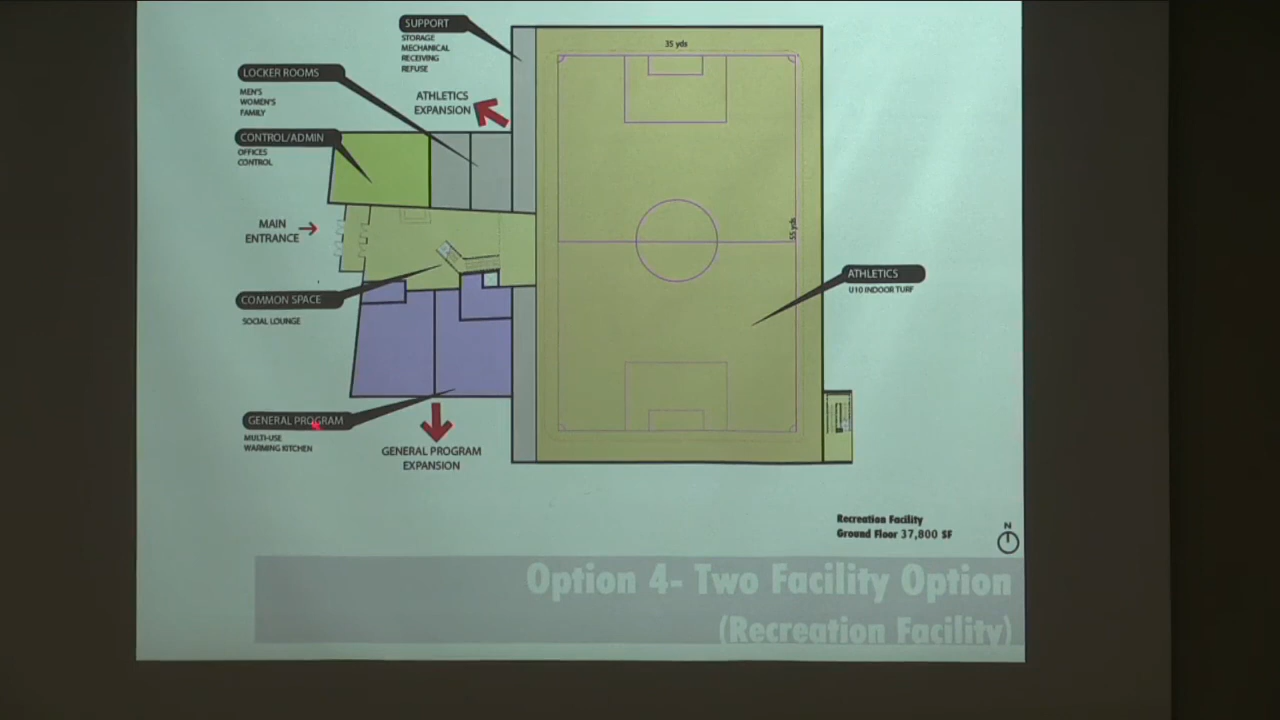 SUPPORT
STORAGE
MECHANICAL
RECEIVING
REFUSE
35 yds
LOCKER ROOMS
MEN'S
WOMEN'S
FAMILY
ATHLETICS
EXPANSION
CONTROL/ADMIN
OFFICES
CONTROL
MAIN
ENTRANCE
55 yds
ATHLETICS
U10 INDOOR TURF
COMMON SPACE
SOCIAL LOUNGE
GENERAL PROGRAM
MULTI-USE
WARMING KITCHEN
GENERAL PROGRAM
EXPANSION
Recreation Facility
Ground Floor 37,800 SF
N
Option 4- Two Facility Option
(Recreation Facility)